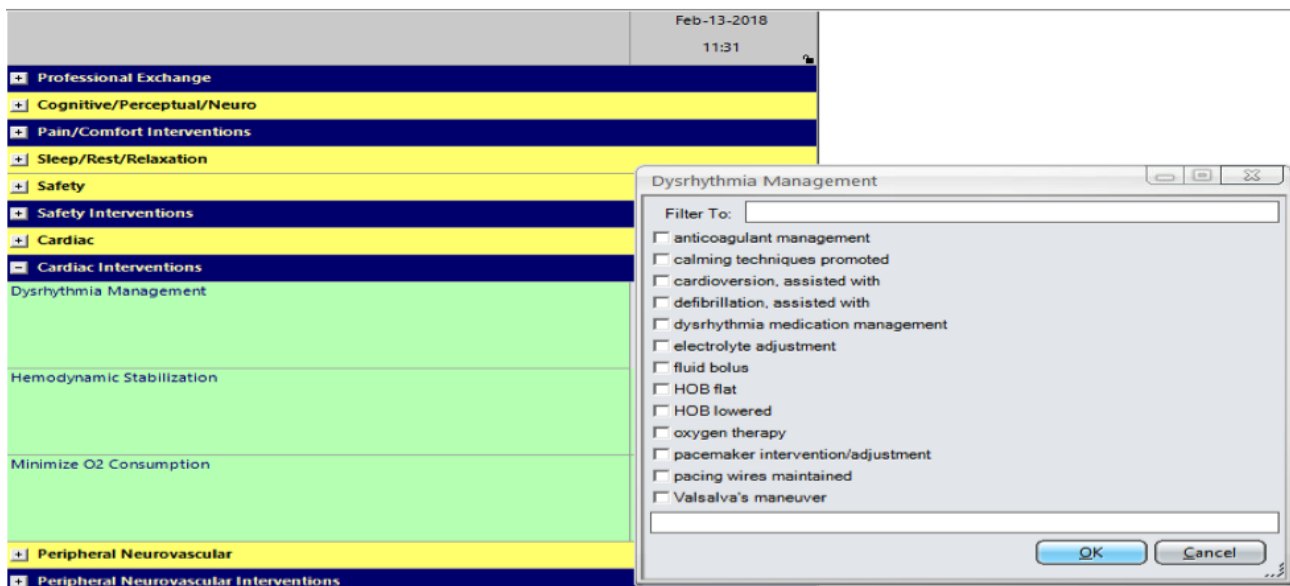 Feb-13-2018
11:31
Professional Exchange
Cognitive/Perceptual/Neuro
Pain/Comfort Interventions
Sleep/Rest/Relaxation
Safety
Safety Interventions
Cardiac
Cardiac Interventions
Dysrhythmia Management
Hemodynamic Stabilization
Minimize O2 Consumption
Peripheral Neurovascular
Peripheral Neurovascular Interventions
Dysrhythmia Management
Filter To:
anticoagulant management
calming techniques promoted
cardioversion, assisted with
defibrillation, assisted with
dysrhythmia medication management
electrolyte adjustment
fluid bolus
HOB flat
HOB lowered
oxygen therapy
pacemaker intervention/adjustment
pacing wires maintained
Valsalva's maneuver
OK Cancel